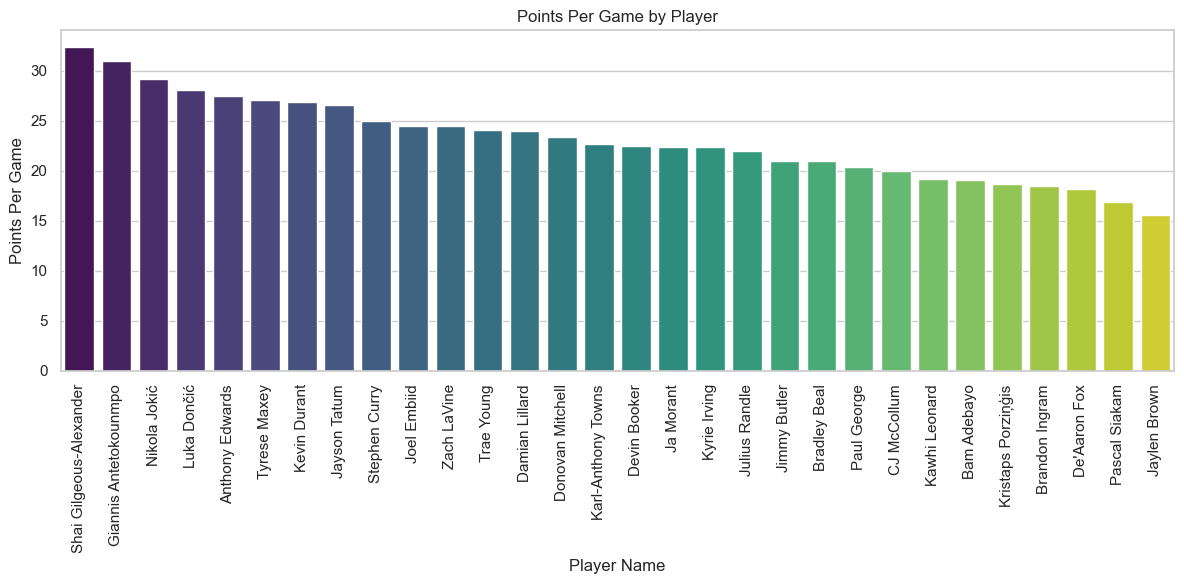 Points Per Game by Player
Points Per Game
30
25
20
15
10
5
0
Shai Gilgeous-Alexander
Giannis Antetokounmpo
Nikola Jokić
Luka Dončić
Anthony Edwards
Tyrese Maxey
Kevin Durant
Jayson Tatum
Stephen Curry
Joel Embiid
Zach LaVine
Trae Young
Damian Lillard
Donovan Mitchell
Karl-Anthony Towns
Devin Booker
Ja Morant
Kyrie Irving
Julius Randle
Jimmy Butler
Bradley Beal
Paul George
CJ McCollum
Kawhi Leonard
Bam Adebayo
Kristaps Porziņģis
Brandon Ingram
De'Aaron Fox
Pascal Siakam
Jaylen Brown
Player Name